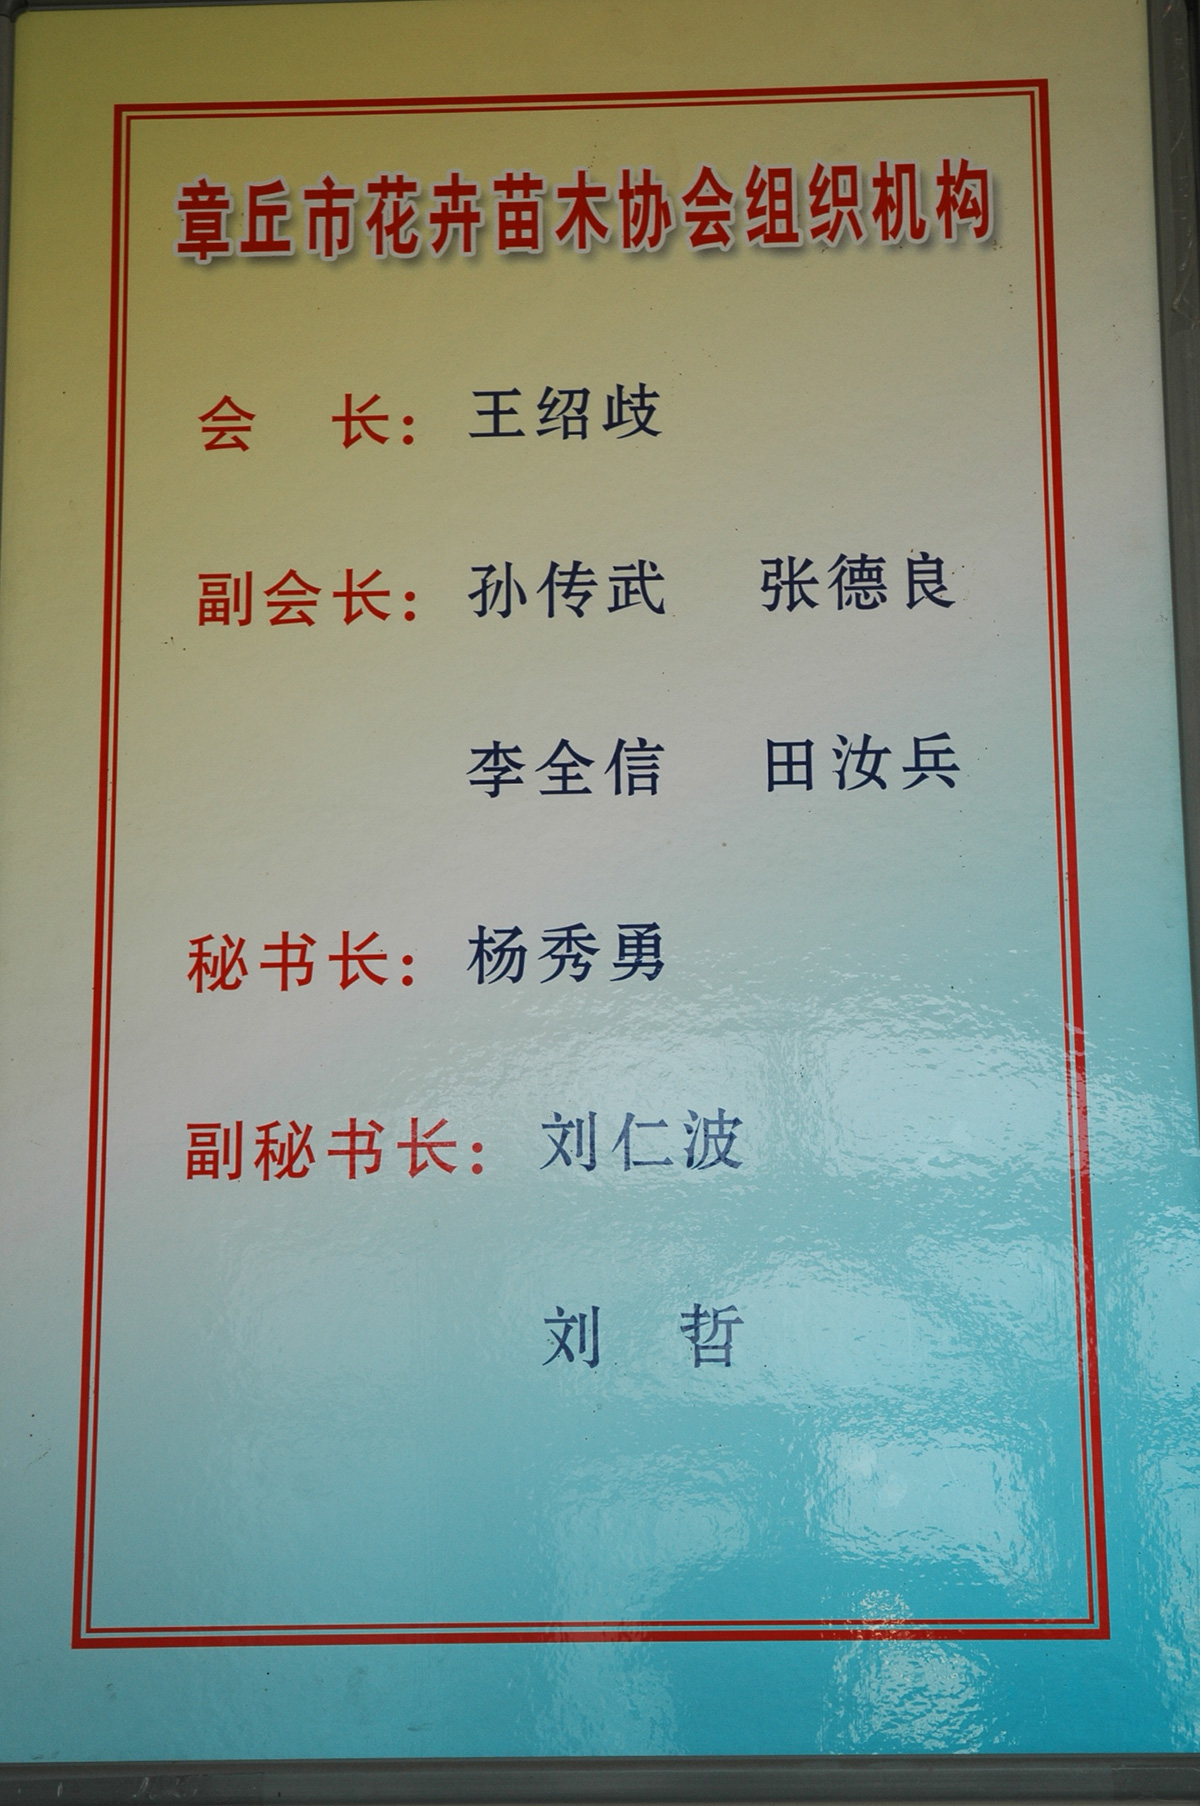 章丘市花卉苗木协会组织机构
会 长：王绍歧
副会长：孙传武 张德良
李全信 田汝兵
秘书长：杨秀勇
副秘书长：刘仁波
刘 哲